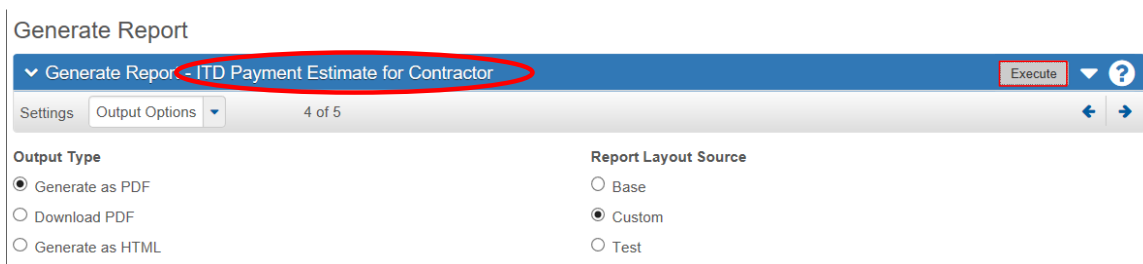 Generate Report
Generate Report - ITD Payment Estimate for Contractor Execute ?
Settings Output Options 4 of 5
Output Type Report Layout Source
Generate as PDF Base
Download PDF Custom
Generate as HTML Test